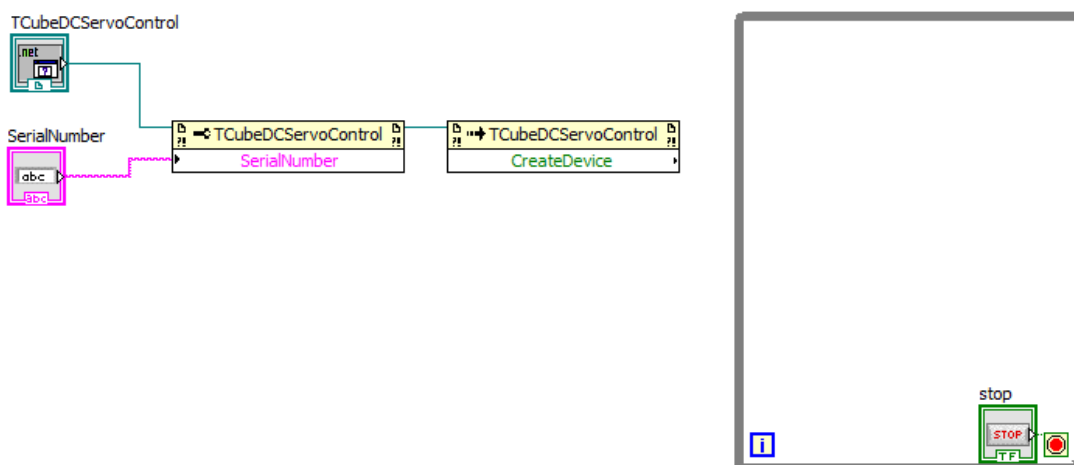 TCubeDCServoControl
.net
SerialNumber
abc
abc
TCubeDCServoControl
SerialNumber
TCubeDCServoControl
CreateDevice
stop
STOP
TF
i